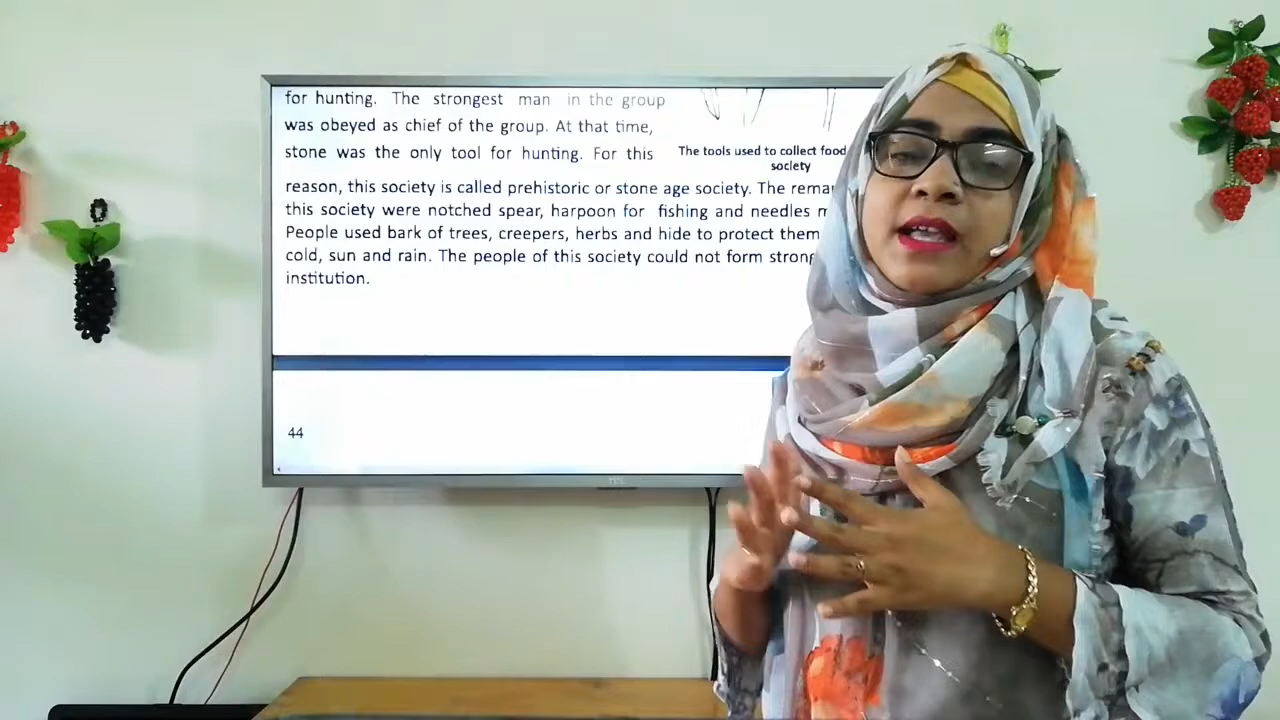 for hunting. The strongest man in the group
was obeyed as chief of the group. At that time,
stone was the only tool for hunting. For this
The tools used to collect food
society
reason, this society is called prehistoric or stone age society. The
this society were notched spear, harpoon for fishing and needles
People used bark of trees, creepers, herbs and hide to protect
cold, sun and rain. The people of this society could not form
institution.
44